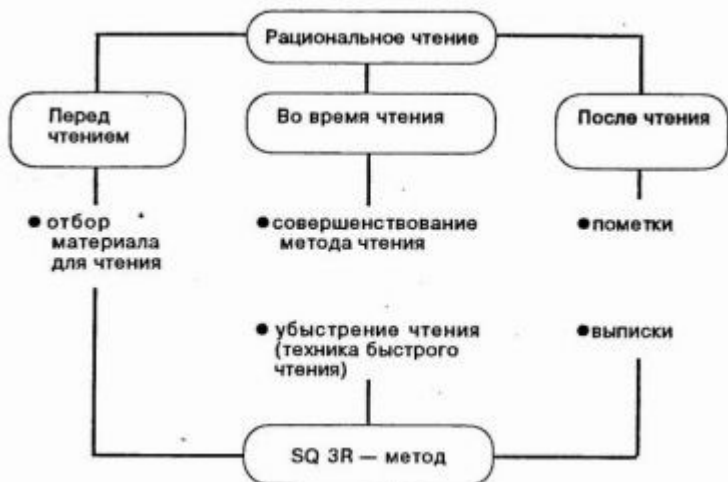 Рациональное чтение
Перед
чтением
Во время чтения
После чтения
● отбор
материала
для чтения
● совершенствование
метода чтения
● пометки
● убыстрение чтения
(техника быстрого
чтения)
● выписки
SQ 3R — метод